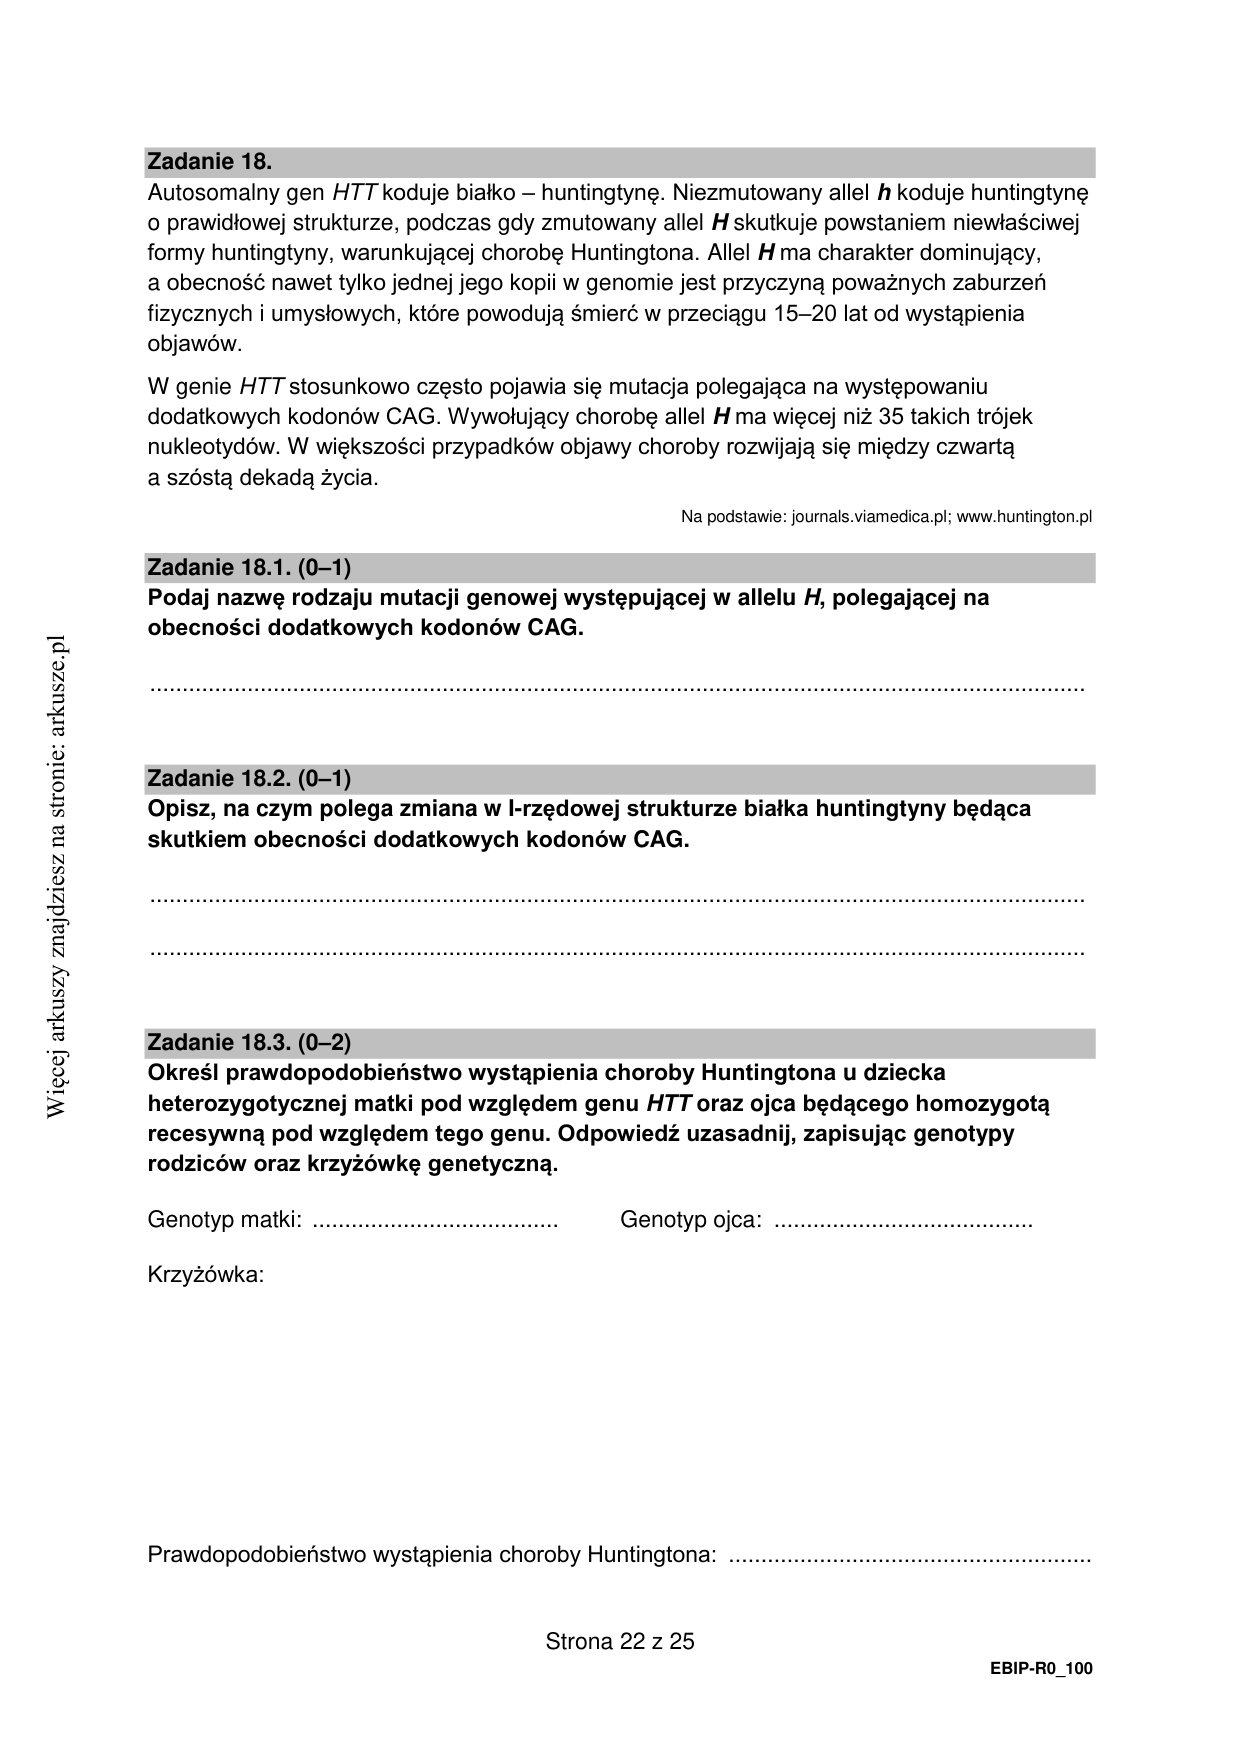 Zadanie 18.
Autosomalny gen HTT koduje białko – huntingtynę. Niezmutowany allel h koduje huntingtynę
o prawidłowej strukturze, podczas gdy zmutowany allel H skutkuje powstaniem niewłaściwej
formy huntingtyny, warunkującej chorobę Huntingtona. Allel H ma charakter dominujący,
a obecność nawet tylko jednej jego kopii w genomie jest przyczyną poważnych zaburzeń
fizycznych i umysłowych, które powodują śmierć w przeciągu 15–20 lat od wystąpienia
objawów.
W genie HTT stosunkowo często pojawia się mutacja polegająca na występowaniu
dodatkowych kodonów CAG. Wywołujący chorobę allel H ma więcej niż 35 takich trójek
nukleotydów. W większości przypadków objawy choroby rozwijają się między czwartą
a szóstą dekadą życia.
Na podstawie: journals.viamedica.pl; www.huntington.pl
Zadanie 18.1. (0–1)
Podaj nazwę rodzaju mutacji genowej występującej w allelu H, polegającej na
obecności dodatkowych kodonów CAG.
................................................................................
Zadanie 18.2. (0–1)
Opisz, na czym polega zmiana w I-rzędowej strukturze białka huntingtyny będąca
skutkiem obecności dodatkowych kodonów CAG.
................................................................................
................................................................................
Zadanie 18.3. (0–2)
Określ prawdopodobieństwo wystąpienia choroby Huntingtona u dziecka
heterozygotycznej matki pod względem genu HTT oraz ojca będącego homozygotą
recesywną pod względem tego genu. Odpowiedź uzasadnij, zapisując genotypy
rodziców oraz krzyżówkę genetyczną.
Genotyp matki: ...................................... Genotyp ojca: ........................................
Krzyżówka:
Prawdopodobieństwo wystąpienia choroby Huntingtona: ........................................................
Strona 22 z 25
EBIP-R0_100
Więcej arkuszy znajdziesz na stronie: arkusze.pl